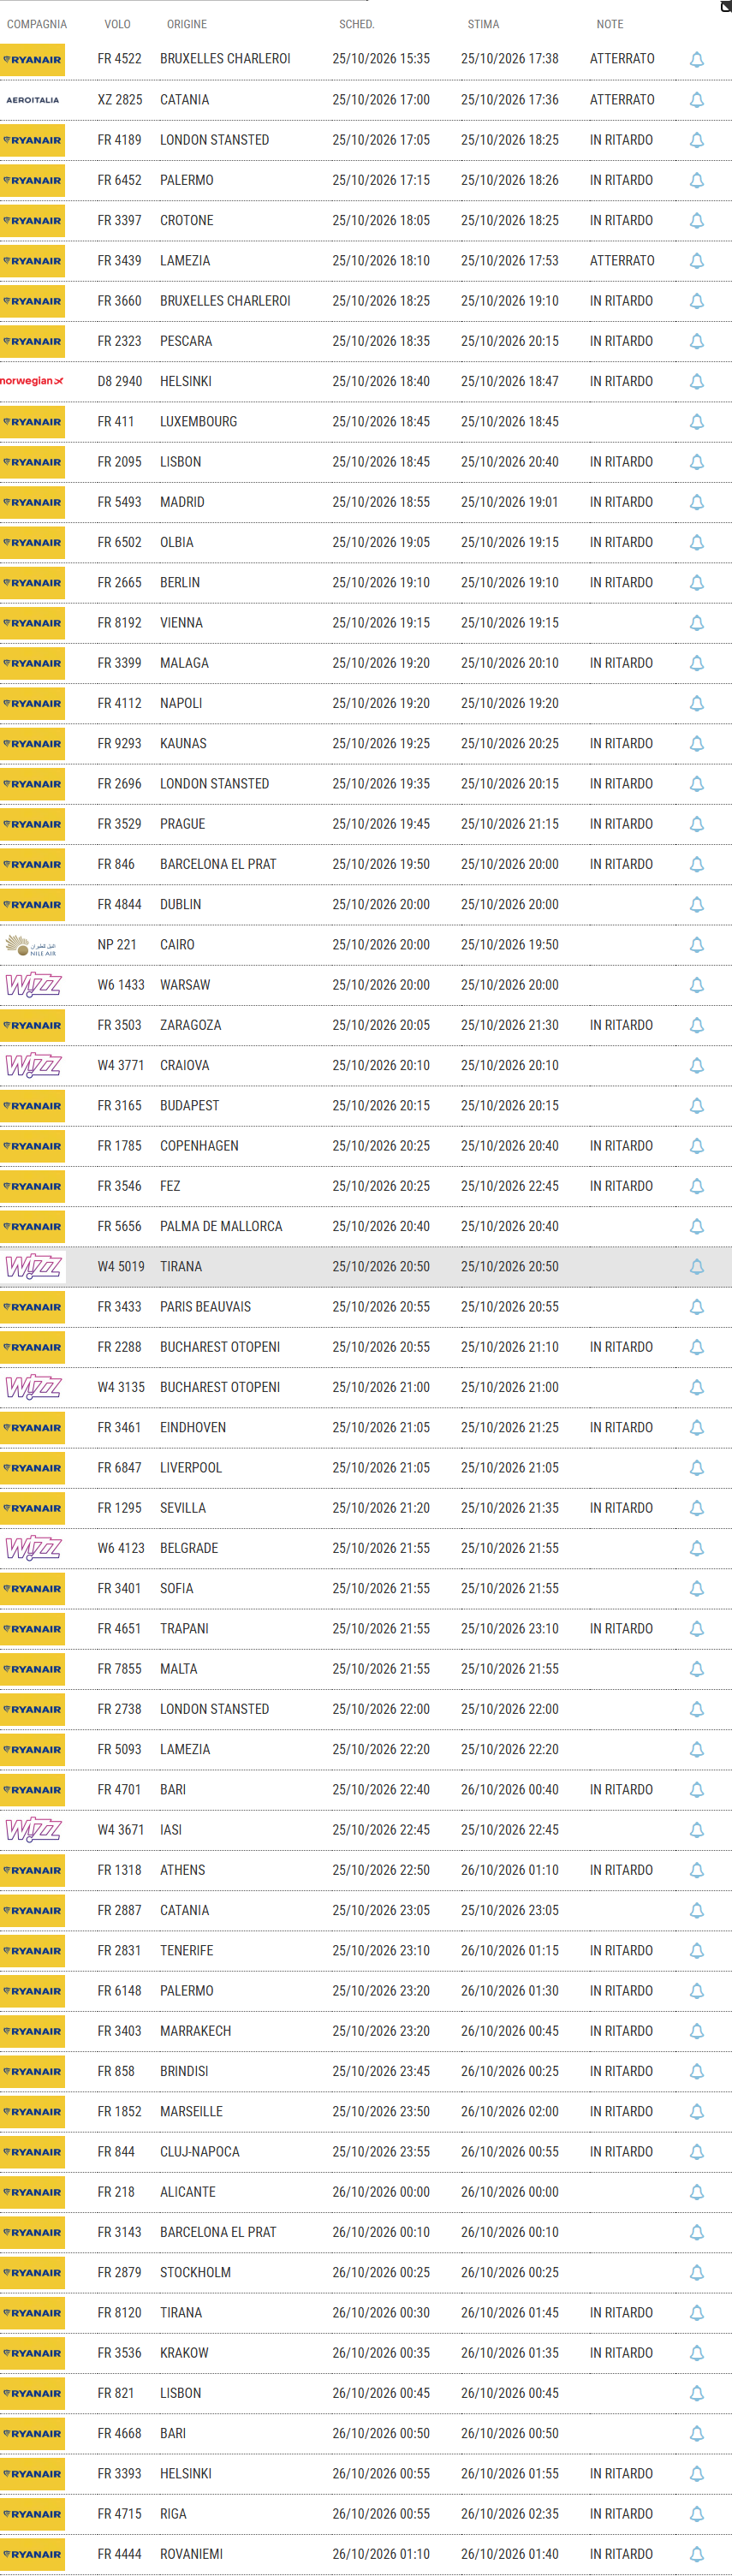 COMPAGNIA VOLO ORIGINE SCHED. STIMA NOTE
RYANAIR FR 4522 BRUXELLES CHARLEROI 25/10/2026 15:35 25/10/2026 17:38 ATTERRATO
AEROITALIA XZ 2825 CATANIA 25/10/2026 17:00 25/10/2026 17:36 ATTERRATO
RYANAIR FR 4189 LONDON STANSTED 25/10/2026 17:05 25/10/2026 18:25 IN RITARDO
RYANAIR FR 6452 PALERMO 25/10/2026 17:15 25/10/2026 18:26 IN RITARDO
RYANAIR FR 3397 CROTONE 25/10/2026 18:05 25/10/2026 18:25 IN RITARDO
RYANAIR FR 3439 LAMEZIA 25/10/2026 18:10 25/10/2026 17:53 ATTERRATO
RYANAIR FR 3660 BRUXELLES CHARLEROI 25/10/2026 18:25 25/10/2026 19:10 IN RITARDO
RYANAIR FR 2323 PESCARA 25/10/2026 18:35 25/10/2026 20:15 IN RITARDO
norwegian D8 2940 HELSINKI 25/10/2026 18:40 25/10/2026 18:47 IN RITARDO
RYANAIR FR 411 LUXEMBOURG 25/10/2026 18:45 25/10/2026 18:45
RYANAIR FR 2095 LISBON 25/10/2026 18:45 25/10/2026 20:40 IN RITARDO
RYANAIR FR 5493 MADRID 25/10/2026 18:55 25/10/2026 19:01 IN RITARDO
RYANAIR FR 6502 OLBIA 25/10/2026 19:05 25/10/2026 19:15 IN RITARDO
RYANAIR FR 2665 BERLIN 25/10/2026 19:10 25/10/2026 19:10 IN RITARDO
RYANAIR FR 8192 VIENNA 25/10/2026 19:15 25/10/2026 19:15
RYANAIR FR 3399 MALAGA 25/10/2026 19:20 25/10/2026 20:10 IN RITARDO
RYANAIR FR 4112 NAPOLI 25/10/2026 19:20 25/10/2026 19:20
RYANAIR FR 9293 KAUNAS 25/10/2026 19:25 25/10/2026 20:25 IN RITARDO
RYANAIR FR 2696 LONDON STANSTED 25/10/2026 19:35 25/10/2026 20:15 IN RITARDO
RYANAIR FR 3529 PRAGUE 25/10/2026 19:45 25/10/2026 21:15 IN RITARDO
RYANAIR FR 846 BARCELONA EL PRAT 25/10/2026 19:50 25/10/2026 20:00 IN RITARDO
RYANAIR FR 4844 DUBLIN 25/10/2026 20:00 25/10/2026 20:00
النيل للطيران NILE AIR NP 221 CAIRO 25/10/2026 20:00 25/10/2026 19:50
WIZZ W6 1433 WARSAW 25/10/2026 20:00 25/10/2026 20:00
RYANAIR FR 3503 ZARAGOZA 25/10/2026 20:05 25/10/2026 21:30 IN RITARDO
WIZZ W4 3771 CRAIOVA 25/10/2026 20:10 25/10/2026 20:10
RYANAIR FR 3165 BUDAPEST 25/10/2026 20:15 25/10/2026 20:15
RYANAIR FR 1785 COPENHAGEN 25/10/2026 20:25 25/10/2026 20:40 IN RITARDO
RYANAIR FR 3546 FEZ 25/10/2026 20:25 25/10/2026 22:45 IN RITARDO
RYANAIR FR 5656 PALMA DE MALLORCA 25/10/2026 20:40 25/10/2026 20:40
WIZZ W4 5019 TIRANA 25/10/2026 20:50 25/10/2026 20:50
RYANAIR FR 3433 PARIS BEAUVAIS 25/10/2026 20:55 25/10/2026 20:55
RYANAIR FR 2288 BUCHAREST OTOPENI 25/10/2026 20:55 25/10/2026 21:10 IN RITARDO
WIZZ W4 3135 BUCHAREST OTOPENI 25/10/2026 21:00 25/10/2026 21:00
RYANAIR FR 3461 EINDHOVEN 25/10/2026 21:05 25/10/2026 21:25 IN RITARDO
RYANAIR FR 6847 LIVERPOOL 25/10/2026 21:05 25/10/2026 21:05
RYANAIR FR 1295 SEVILLA 25/10/2026 21:20 25/10/2026 21:35 IN RITARDO
WIZZ W6 4123 BELGRADE 25/10/2026 21:55 25/10/2026 21:55
RYANAIR FR 3401 SOFIA 25/10/2026 21:55 25/10/2026 21:55
RYANAIR FR 4651 TRAPANI 25/10/2026 21:55 25/10/2026 23:10 IN RITARDO
RYANAIR FR 7855 MALTA 25/10/2026 21:55 25/10/2026 21:55
RYANAIR FR 2738 LONDON STANSTED 25/10/2026 22:00 25/10/2026 22:00
RYANAIR FR 5093 LAMEZIA 25/10/2026 22:20 25/10/2026 22:20
RYANAIR FR 4701 BARI 25/10/2026 22:40 26/10/2026 00:40 IN RITARDO
WIZZ W4 3671 IASI 25/10/2026 22:45 25/10/2026 22:45
RYANAIR FR 1318 ATHENS 25/10/2026 22:50 26/10/2026 01:10 IN RITARDO
RYANAIR FR 2887 CATANIA 25/10/2026 23:05 25/10/2026 23:05
RYANAIR FR 2831 TENERIFE 25/10/2026 23:10 26/10/2026 01:15 IN RITARDO
RYANAIR FR 6148 PALERMO 25/10/2026 23:20 26/10/2026 01:30 IN RITARDO
RYANAIR FR 3403 MARRAKECH 25/10/2026 23:20 26/10/2026 00:45 IN RITARDO
RYANAIR FR 858 BRINDISI 25/10/2026 23:45 26/10/2026 00:25 IN RITARDO
RYANAIR FR 1852 MARSEILLE 25/10/2026 23:50 26/10/2026 02:00 IN RITARDO
RYANAIR FR 844 CLUJ-NAPOCA 25/10/2026 23:55 26/10/2026 00:55 IN RITARDO
RYANAIR FR 218 ALICANTE 26/10/2026 00:00 26/10/2026 00:00
RYANAIR FR 3143 BARCELONA EL PRAT 26/10/2026 00:10 26/10/2026 00:10
RYANAIR FR 2879 STOCKHOLM 26/10/2026 00:25 26/10/2026 00:25
RYANAIR FR 8120 TIRANA 26/10/2026 00:30 26/10/2026 01:45 IN RITARDO
RYANAIR FR 3536 KRAKOW 26/10/2026 00:35 26/10/2026 01:35 IN RITARDO
RYANAIR FR 821 LISBON 26/10/2026 00:45 26/10/2026 00:45
RYANAIR FR 4668 BARI 26/10/2026 00:50 26/10/2026 00:50
RYANAIR FR 3393 HELSINKI 26/10/2026 00:55 26/10/2026 01:55 IN RITARDO
RYANAIR FR 4715 RIGA 26/10/2026 00:55 26/10/2026 02:35 IN RITARDO
RYANAIR FR 4444 ROVANIEMI 26/10/2026 01:10 26/10/2026 01:40 IN RITARDO